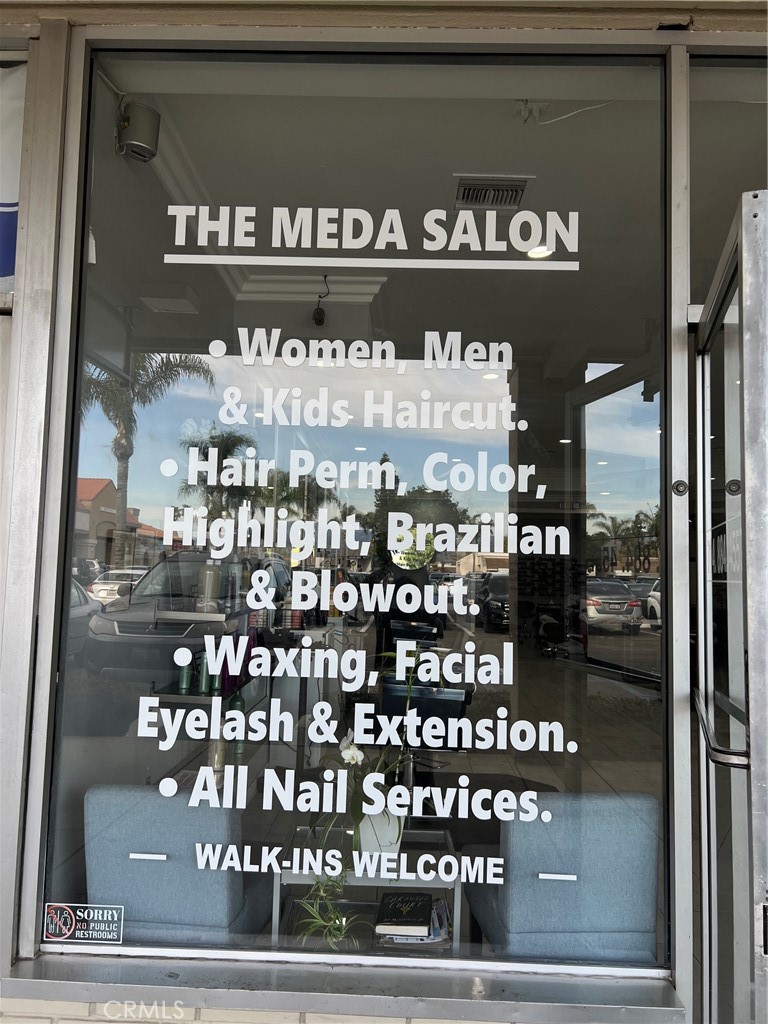 THE MEDA SALON
• Women, Men
& Kids Haircut.
• Hair Perm, Color,
Highlight, Brazilian
& Blowout.
• Waxing, Facial
Eyelash & Extension.
• All Nail Services.
— WALK-INS WELCOME —
SORRY
NO PUBLIC
RESTROOMS
CRMLS